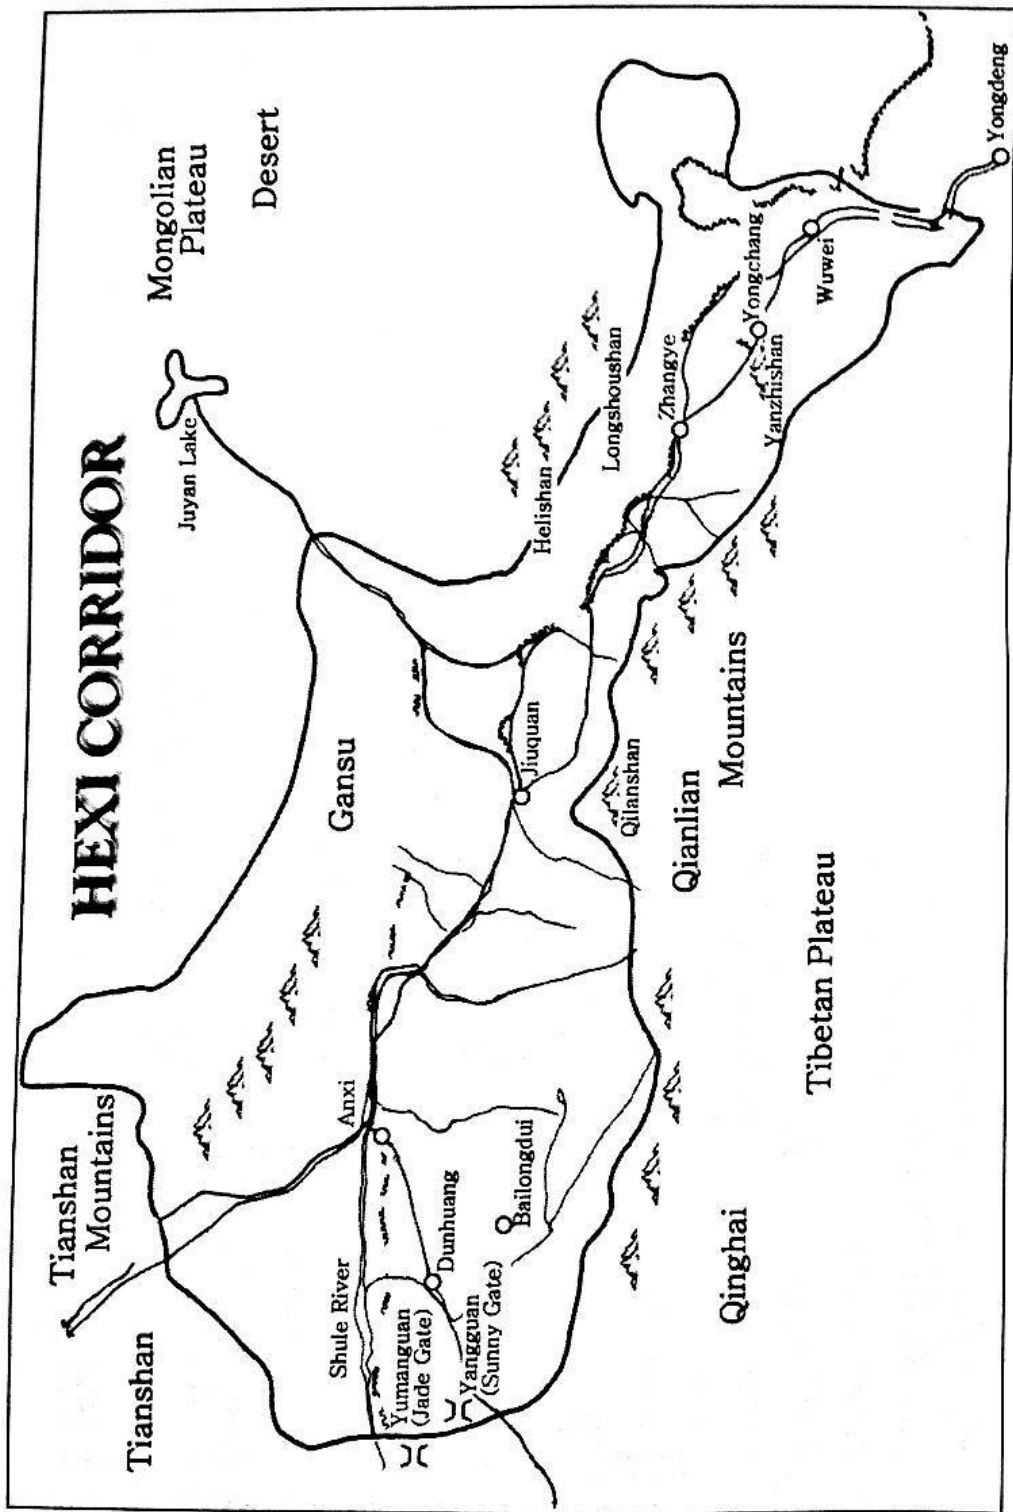 HEXI CORRIDOR
Tianshan
Mountains
Tianshan
Mongolian
Plateau
Desert
Juyan Lake
Gansu
Anxi
Shule River
Yumanguan
(Jade Gate)
Yangguan
(Sunny Gate)
Dunhuang
Bailongdui
Jiuquan
Helishan
Longshoushan
Zhangye
Yanzhishan
Yongchang
Wuwei
Yongdeng
Qilanshan
Qianlian
Mountains
Qinghai
Tibetan Plateau